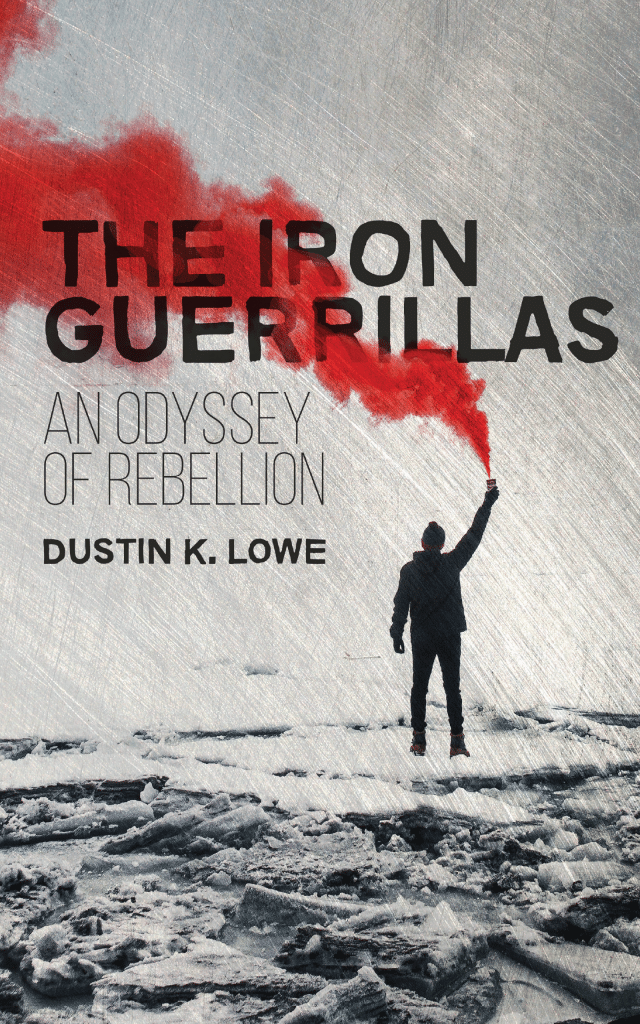 THE IRON
GUERRILLAS
AN ODYSSEY
OF REBELLION
DUSTIN K. LOWE